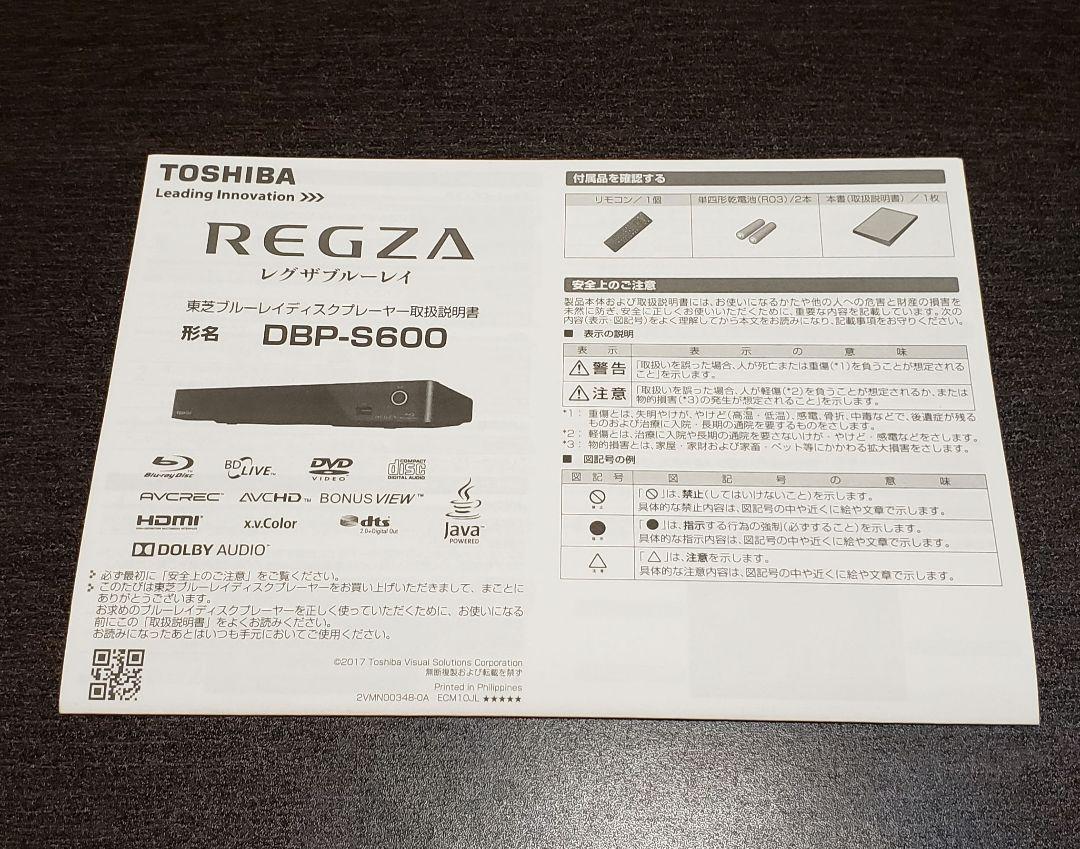 TOSHIBA
Leading Innovation >>>
REGZA
レグザブルーレイ
東芝ブルーレイディスクプレーヤー取扱説明書
形名 DBP-S600
TOSHIBA
Blu-ray Disc BD LIVE™ DVD VIDEO COMPACT disc DIGITAL AUDIO
AVCREC™ AVCHD™ BONUS VIEW™
HDMI x.v.Color dts 2.0+Digital Out Java POWERED
DOLBY AUDIO™
必ず最初に「安全上のご注意」をご覧ください。
このたびは東芝ブルーレイディスクプレーヤーをお買い上げいただきまして、まことに
ありがとうございます。
お求めのブルーレイディスクプレーヤーを正しく使っていただくために、お使いになる
前にこの「取扱説明書」をよくお読みください。
お読みになったあとはいつも手元においてご使用ください。
©2017 Toshiba Visual Solutions Corporation
無断複製および転載を禁ず
Printed in Philippines
2VMN00348-0A ECM10JL ★★★★★
付属品を確認する
リモコン／1個 単四形乾電池(R03)/2本 本書(取扱説明書)／1枚
安全上のご注意
製品本体および取扱説明書には、お使いになるかたや他の人への危害と財産の損害を
未然に防ぎ、安全に正しくお使いいただくために、重要な内容を記載しています。次の
内容(表示・図記号)をよく理解してから本文をお読みになり、記載事項をお守りください。
■ 表示の説明
表示 表示の意味
警告 「取扱いを誤った場合、人が死亡または重傷(*1)を負うことが想定される
こと」を示します。
注意 「取扱いを誤った場合、人が軽傷(*2)を負うことが想定されるか、または
物的損害(*3)の発生が想定されること」を示します。
*1： 重傷とは、失明やけが、やけど(高温・低温)、感電、骨折、中毒などで、後遺症が残る
ものおよび治療に入院・長期の通院を要するものをさします。
*2： 軽傷とは、治療に入院や長期の通院を要さないけが・やけど・感電などをさします。
*3： 物的損害とは、家屋・家財および家畜・ペット等にかかわる拡大損害をさします。
■ 図記号の例
図記号 図記号の意味
禁止 「🚫」は、禁止(してはいけないこと)を示します。
具体的な禁止内容は、図記号の中や近くに絵や文章で示します。
指示 「●」は、指示する行為の強制(必ずすること)を示します。
具体的な指示内容は、図記号の中や近くに絵や文章で示します。
注意 「△」は、注意を示します。
具体的な注意内容は、図記号の中や近くに絵や文章で示します。